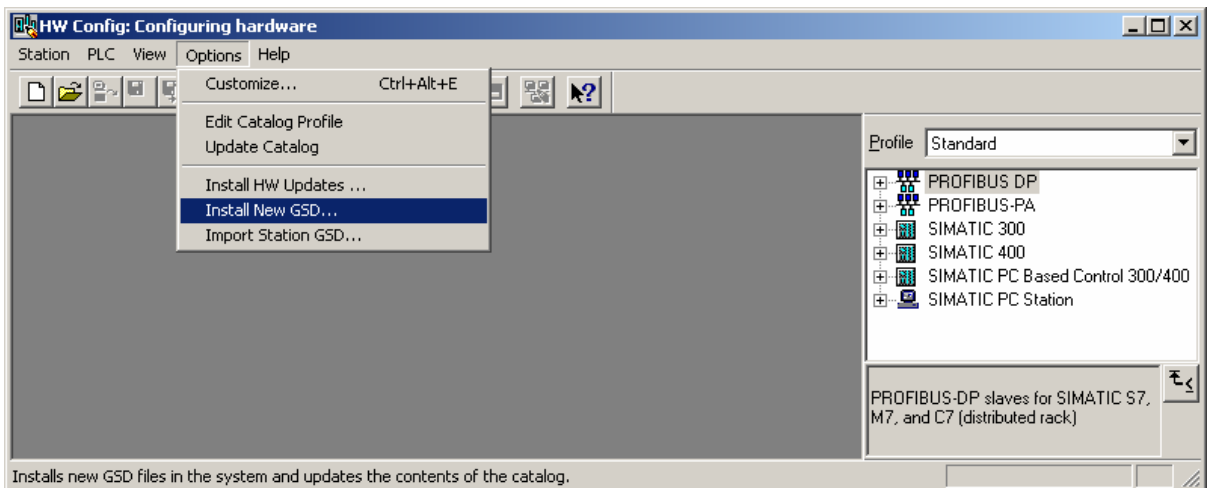 HW Config: Configuring hardware
Station PLC View Options Help
Customize... Ctrl+Alt+E
Edit Catalog Profile
Update Catalog
Install HW Updates ...
Install New GSD...
Import Station GSD...
Profile Standard
PROFIBUS DP
PROFIBUS-PA
SIMATIC 300
SIMATIC 400
SIMATIC PC Based Control 300/400
SIMATIC PC Station
PROFIBUS-DP slaves for SIMATIC S7,
M7, and C7 (distributed rack)
Installs new GSD files in the system and updates the contents of the catalog.